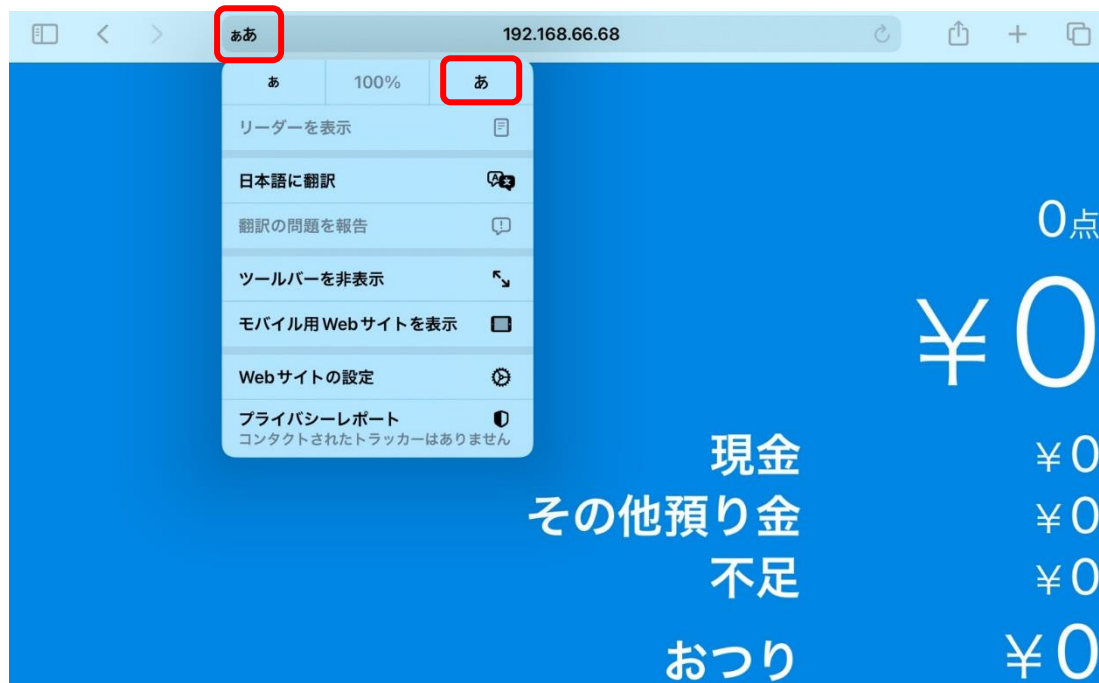 ぁあ 192.168.66.68
あ 100% あ
リーダーを表示
日本語に翻訳
翻訳の問題を報告
ツールバーを非表示
モバイル用Webサイトを表示
Webサイトの設定
プライバシーレポート
コンタクトされたトラッカーはありません
0点
¥0
現金 ¥0
その他預り金 ¥0
不足 ¥0
おつり ¥0